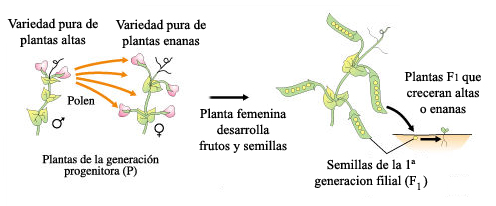 Variedad pura de
plantas altas
Variedad pura de
plantas enanas
Polen
♂
♀
Plantas de la generación
progenitora (P)
Planta femenina
desarrolla
frutos y semillas
Plantas F1 que
creceran altas
o enanas
Semillas de la 1ª
generacion filial (F₁)